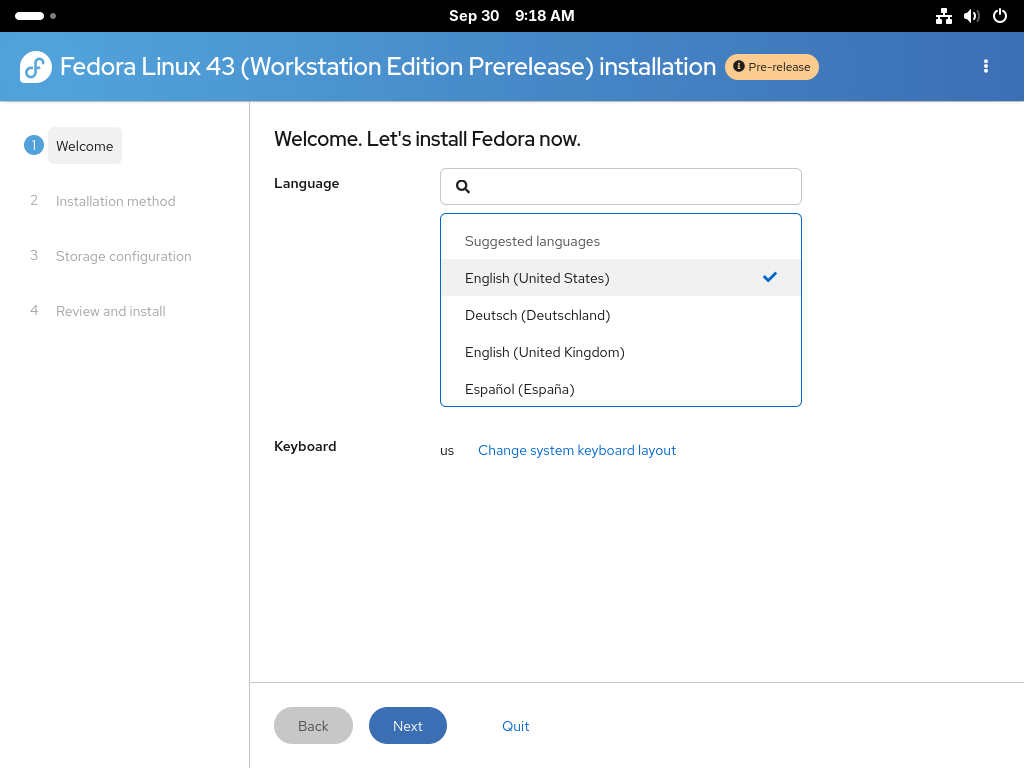 Sep 30 9:18 AM
Fedora Linux 43 (Workstation Edition Prerelease) installation Pre-release
1 Welcome
2 Installation method
3 Storage configuration
4 Review and install
Welcome. Let's install Fedora now.
Language
Suggested languages
English (United States)
Deutsch (Deutschland)
English (United Kingdom)
Español (España)
Keyboard us Change system keyboard layout
Back Next Quit